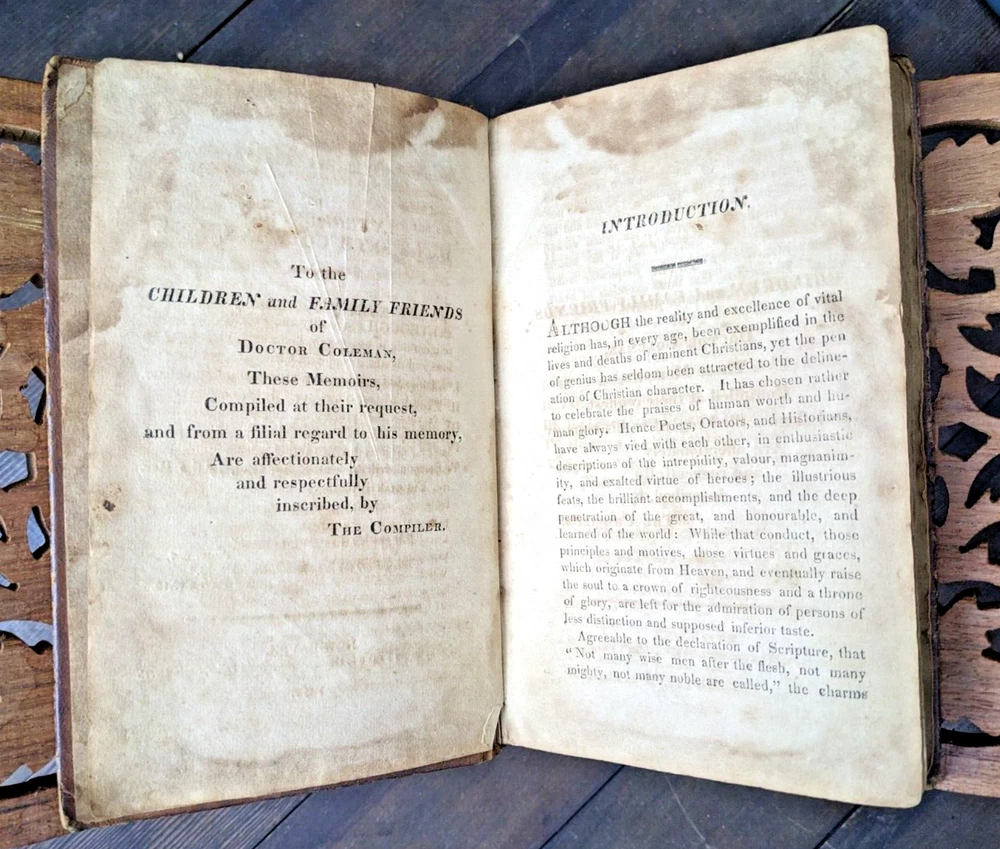 To the
CHILDREN and FAMILY FRIENDS
of
DOCTOR COLEMAN,
These Memoirs,
Compiled at their request,
and from a filial regard to his memory,
Are affectionately
and respectfully
inscribed, by
THE COMPILER.
INTRODUCTION.
ALTHOUGH the reality and excellence of vital
religion has, in every age, been exemplified in the
lives and deaths of eminent Christians, yet the pen
of genius has seldom been attracted to the deline-
ation of Christian character. It has chosen rather
to celebrate the praises of human worth and hu-
man glory. Hence Poets, Orators, and Historians,
have always vied with each other, in enthusiastic
descriptions of the intrepidity, valour, magnanim-
ity, and exalted virtue of heroes; the illustrious
feats, the brilliant accomplishments, and the deep
penetration of the great, and honourable, and
learned of the world: While that conduct, those
principles and motives, those virtues and graces,
which originate from Heaven, and eventually raise
the soul to a crown of righteousness and a throne
of glory, are left for the admiration of persons of
less distinction and supposed inferior taste.
Agreeable to the declaration of Scripture, that
"Not many wise men after the flesh, not many
mighty, not many noble are called," the charms